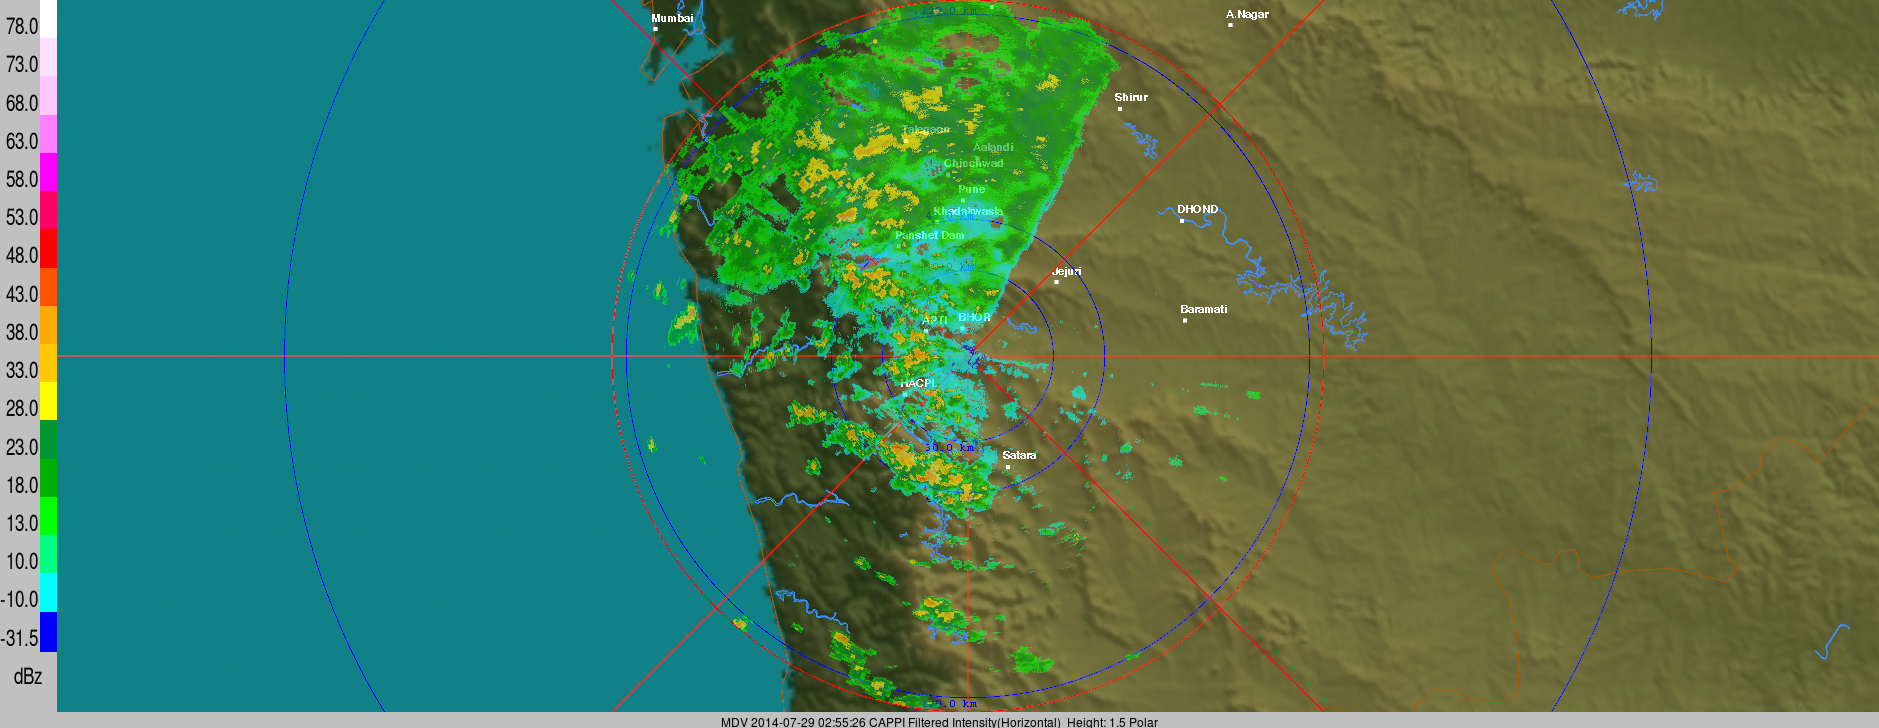 78.0
73.0
68.0
63.0
58.0
53.0
48.0
43.0
38.0
33.0
28.0
23.0
18.0
13.0
10.0
-10.0
-31.5
dBz
Mumbai
A.Nagar
Shirur
Talegaon
Aalandi
Chinchwad
Pune
DHOND
Khadakwasla
Panshet Dam
Jejuri
Baramati
APTI
BHOR
HACPI
30.0 km
Satara
MDV 2014-07-29 02:55:26 CAPPI Filtered Intensity(Horizontal) Height: 1.5 Polar